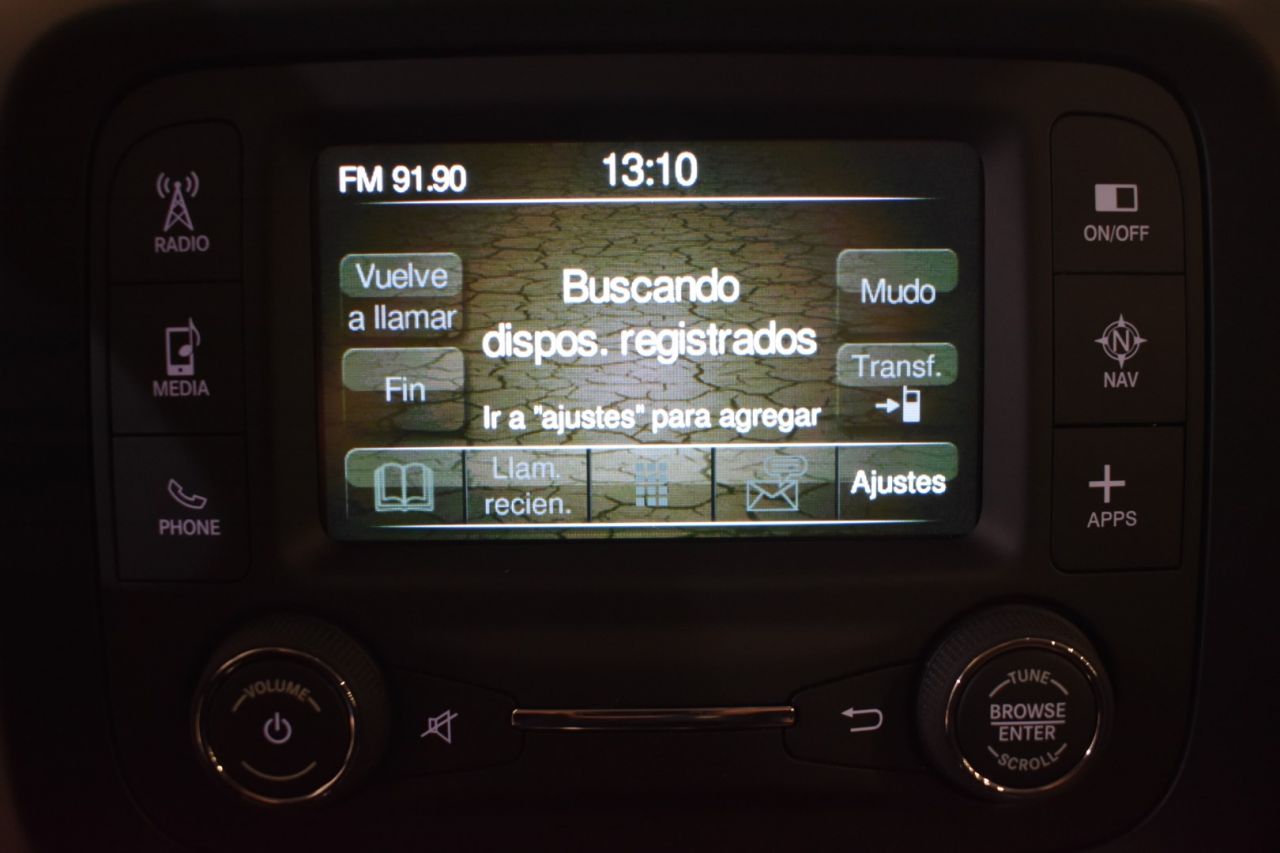 FM 91.90
13:10
RADIO
MEDIA
PHONE
Vuelve
a llamar
Fin
Buscando
dispos. registrados
Ir a "ajustes" para agregar
Mudo
Transf.
Llam.
recien.
Ajustes
ON/OFF
N
NAV
APPS
VOLUME
TUNE
BROWSE
ENTER
SCROLL